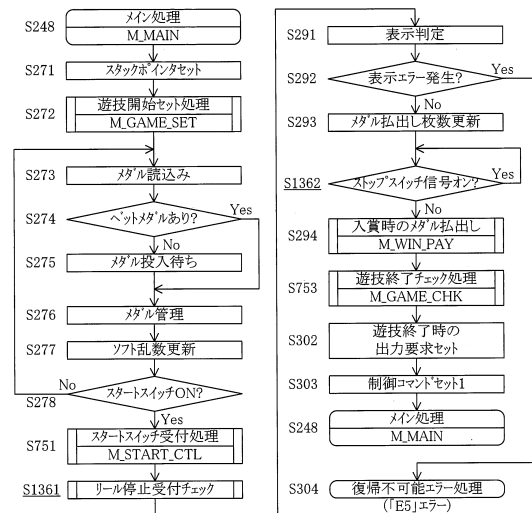 S248
メイン処理
M_MAIN
S271
スタックポインタセット
S272
遊技開始セット処理
M_GAME_SET
S273
メダル読込み
S274
ベットメダルあり?
Yes
No
S275
メダル投入待ち
S276
メダル管理
S277
ソフト乱数更新
No
S278
スタートスイッチON?
Yes
S751
スタートスイッチ受付処理
M_START_CTL
S1361
リール停止受付チェック
S291
表示判定
S292
表示エラー発生?
Yes
No
S293
メダル払出し枚数更新
S1362
ストップスイッチ信号オン?
Yes
No
S294
入賞時のメダル払出し
M_WIN_PAY
S753
遊技終了チェック処理
M_GAME_CHK
S302
遊技終了時の
出力要求セット
S303
制御コマンドセット1
S248
メイン処理
M_MAIN
S304
復帰不可能エラー処理
(「E5」エラー)